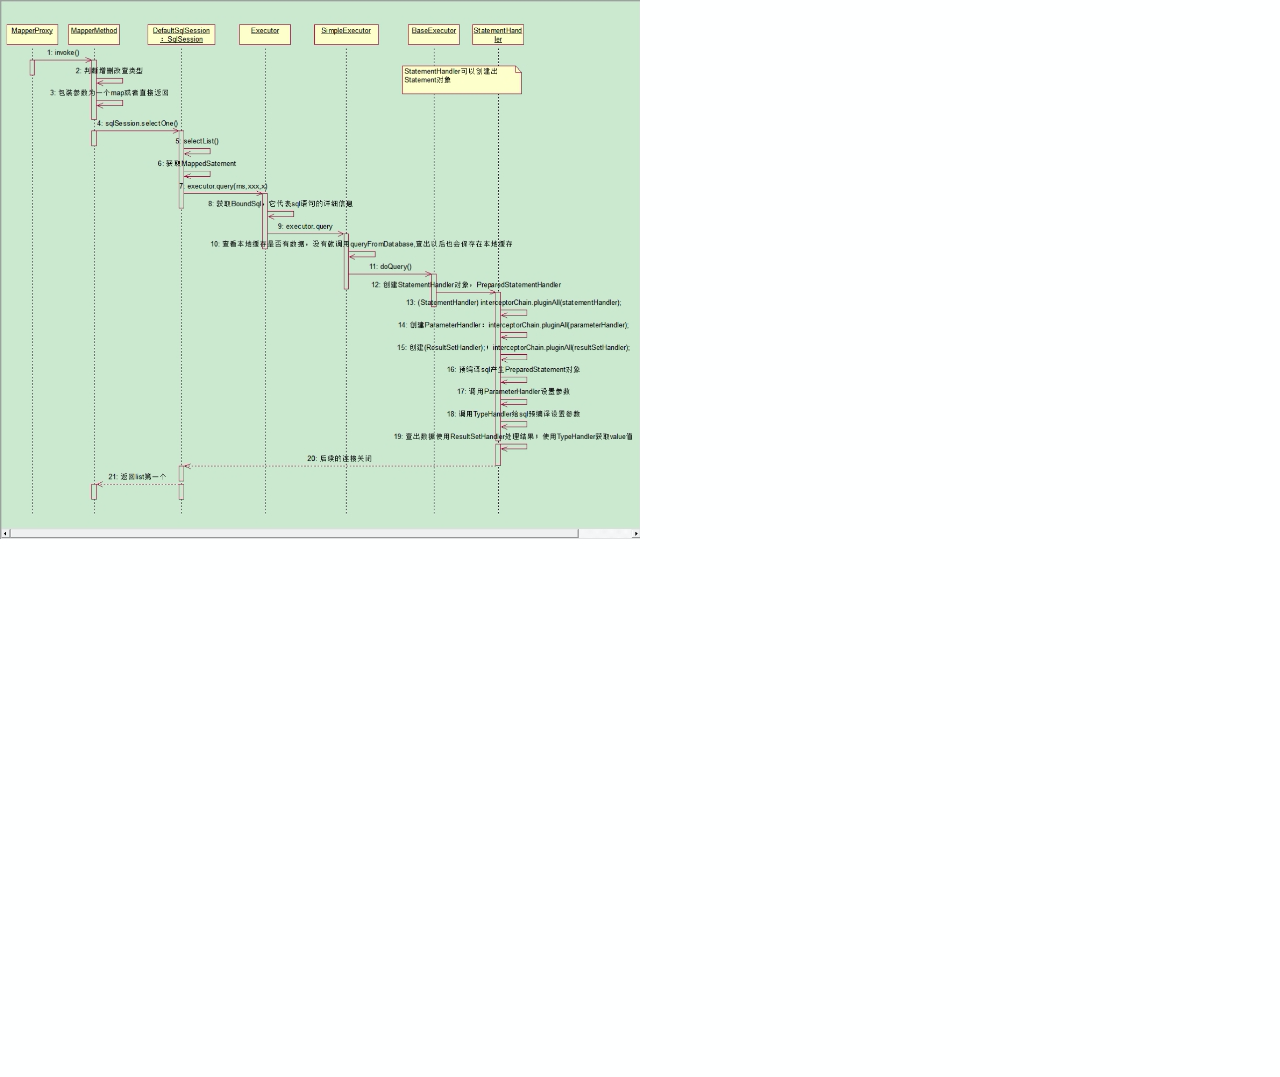 MapperProxy
MapperMethod
DefaultSqlSession
: SqlSession
Executor
SimpleExecutor
BaseExecutor
StatementHand
ler
1: invoke()
StatementHandler可以创建出
Statement对象
2: 判断增删改查类型
3: 包装参数为一个map或者直接返回
4: sqlSession.selectOne()
5: selectList()
6: 获取MappedSatement
7: executor.query(ms,xxx,x)
8: 获取BoundSql，它代表sql语句的详细信息
9: executor.query
10: 查看本地缓存是否有数据，没有就调用queryFromDatabase,查出以后也会保存在本地缓存
11: doQuery()
12: 创建StatementHandler对象，PreparedStatementHandler
13: (StatementHandler) interceptorChain.pluginAll(statementHandler);
14: 创建ParameterHandler：interceptorChain.pluginAll(parameterHandler);
15: 创建(ResultSetHandler);：interceptorChain.pluginAll(resultSetHandler);
16: 预编译sql产生PreparedStatement对象
17: 调用ParameterHandler设置参数
18: 调用TypeHandler给sql预编译设置参数
19: 查出数据使用ResultSetHandler处理结果；使用TypeHandler获取value值
20: 后续的连接关闭
21: 返回list第一个